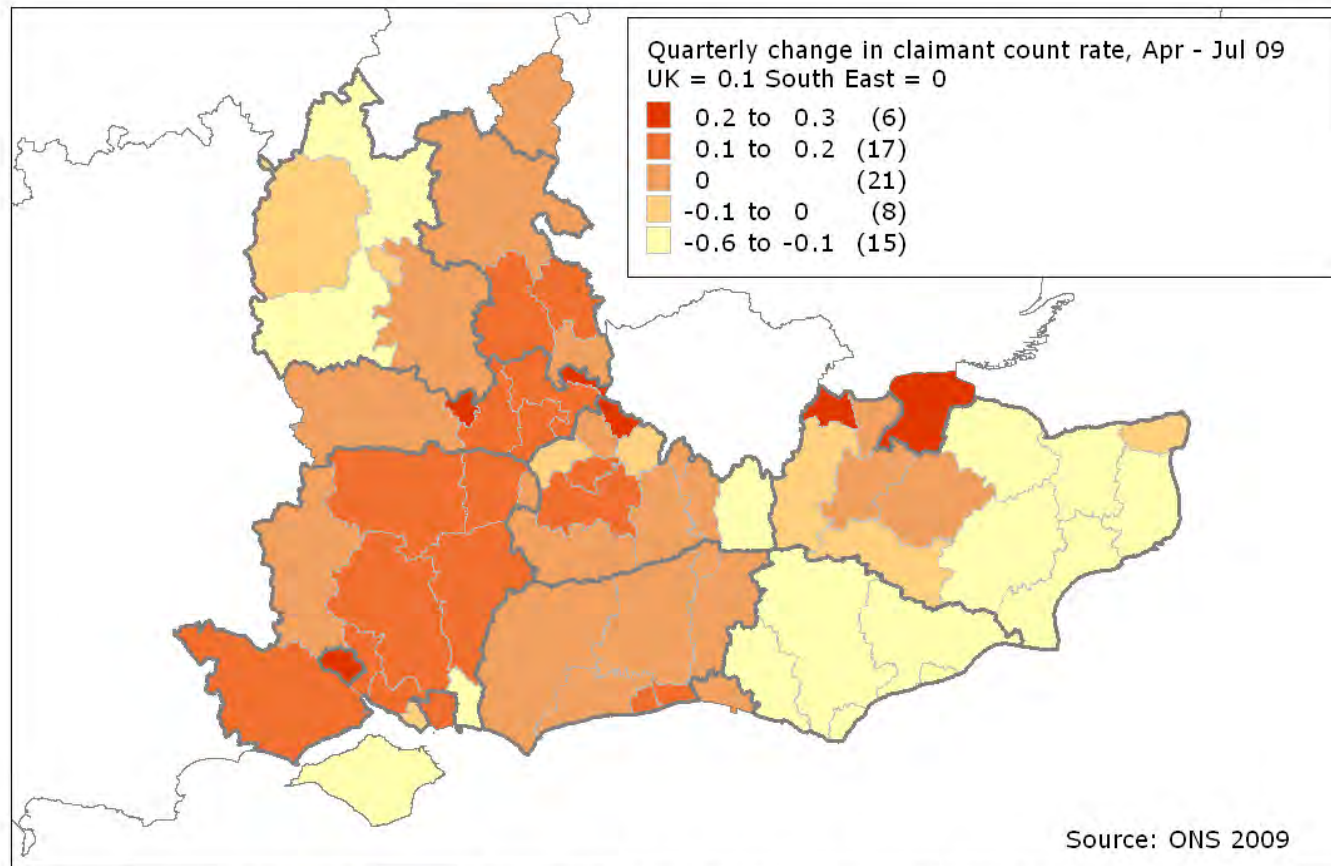 Quarterly change in claimant count rate, Apr - Jul 09
UK = 0.1 South East = 0
0.2 to 0.3 (6)
0.1 to 0.2 (17)
0 (21)
-0.1 to 0 (8)
-0.6 to -0.1 (15)
Source: ONS 2009